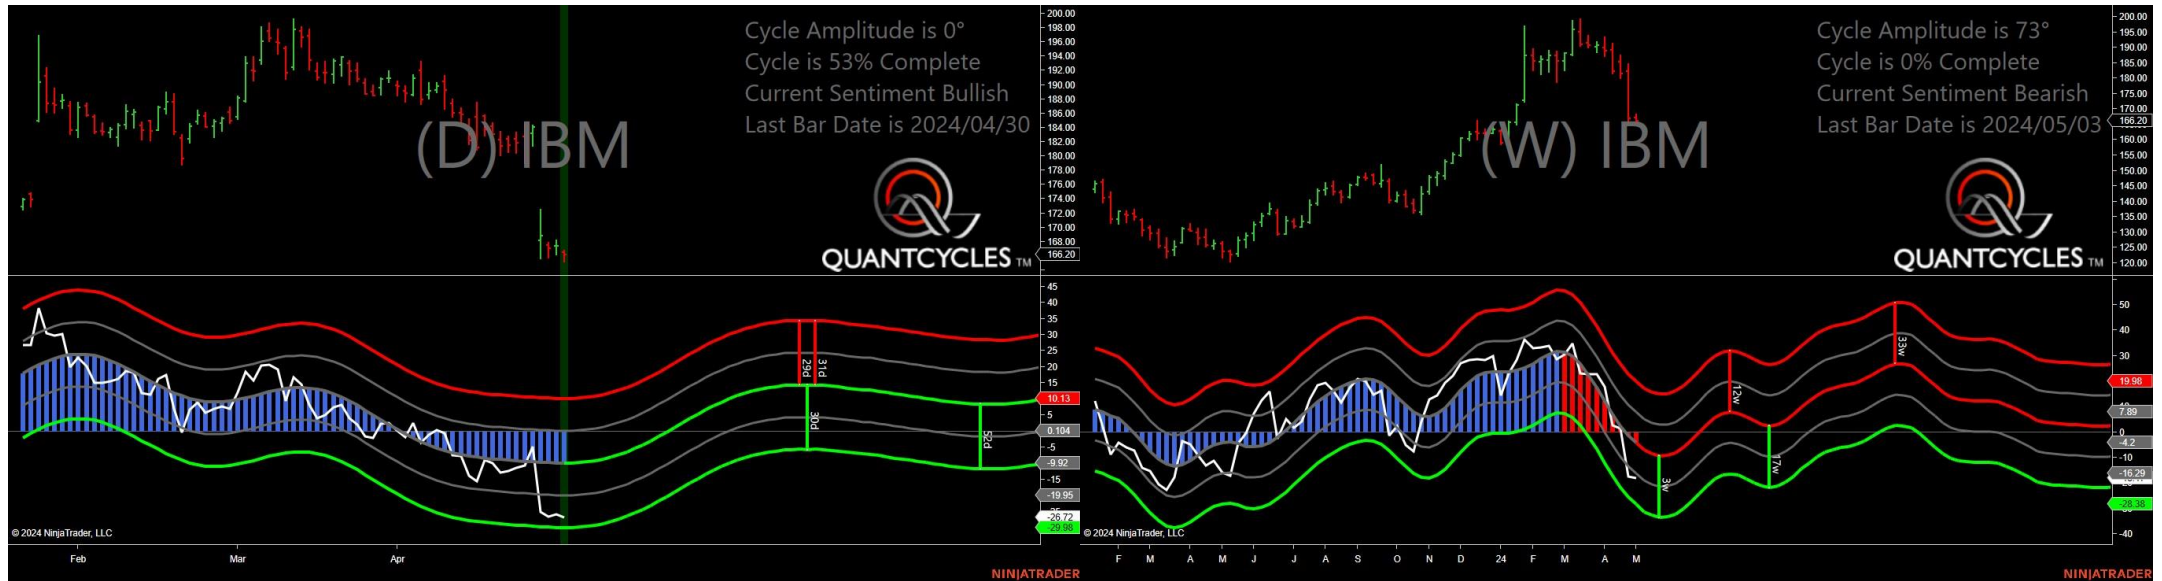 Cycle Amplitude is 0°
Cycle is 53% Complete
Current Sentiment Bullish
Last Bar Date is 2024/04/30
(D) IBM
QUANTCYCLES TM
200.00
198.00
196.00
194.00
192.00
190.00
188.00
186.00
184.00
182.00
180.00
178.00
176.00
174.00
172.00
170.00
168.00
166.20
45
40
35
30
25
20
15
10.13
5
0.104
-5
-9.92
-15
-19.95
-26.72
-29.98
29d
31d
30d
52d
© 2024 NinjaTrader, LLC
Feb
Mar
Apr
NINJATRADER
Cycle Amplitude is 73°
Cycle is 0% Complete
Current Sentiment Bearish
Last Bar Date is 2024/05/03
(W) IBM
QUANTCYCLES TM
200.00
195.00
190.00
185.00
180.00
175.00
170.00
166.20
160.00
155.00
150.00
145.00
140.00
135.00
130.00
125.00
120.00
50
40
30
19.98
7.89
0
-4.2
-10
-16.29
-28.38
-40
3w
12w
17w
33w
© 2024 NinjaTrader, LLC
F M A M J J A S O N D 24 F M A M
NINJATRADER